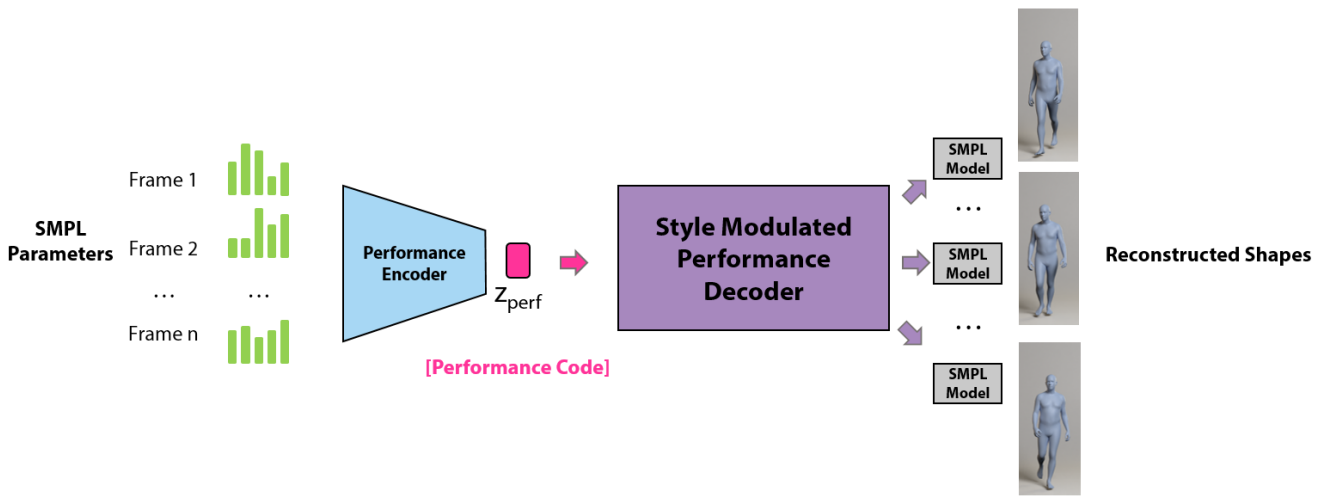 SMPL
Parameters
Frame 1
Frame 2
...
...
Frame n
Performance
Encoder
z_perf
[Performance Code]
Style Modulated
Performance
Decoder
SMPL
Model
...
SMPL
Model
...
SMPL
Model
Reconstructed Shapes